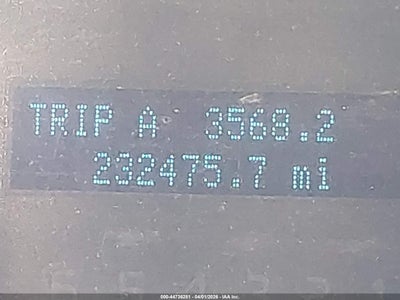 TRIP A 3568.2
232475.7 mi
000-44736281 - 04/01/2026 - IAA Inc.